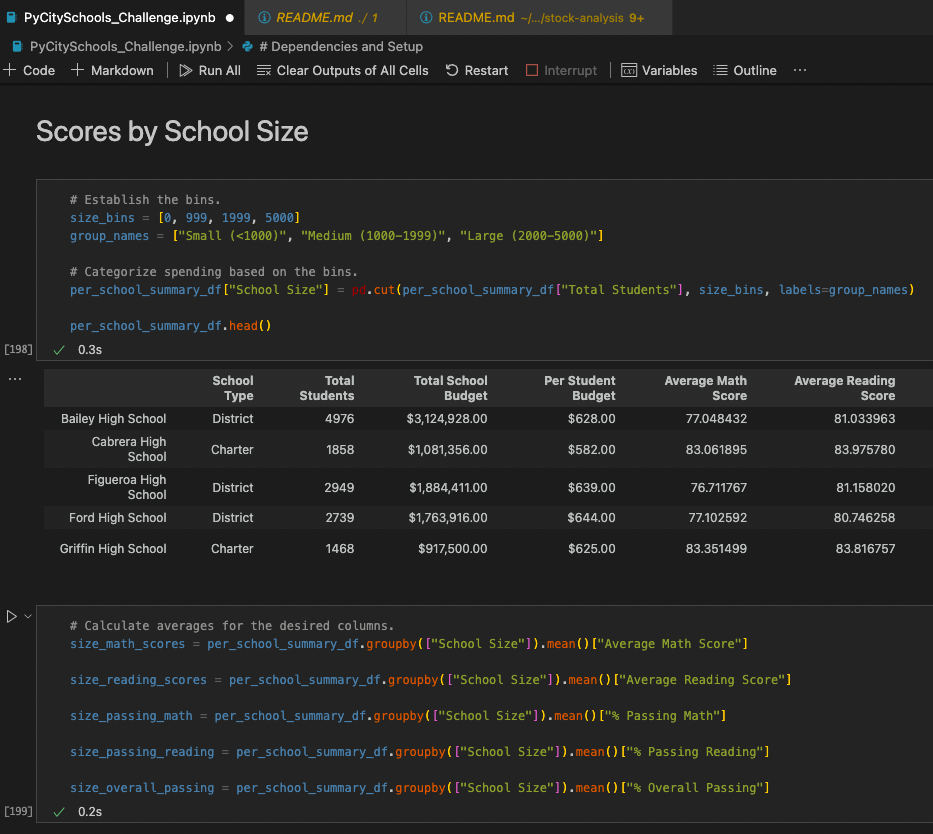 PyCitySchools_Challenge.ipynb ● README.md ./ 1 README.md ~/.../stock-analysis 9+
PyCitySchools_Challenge.ipynb > # Dependencies and Setup
+ Code + Markdown Run All Clear Outputs of All Cells Restart Interrupt Variables Outline ...
Scores by School Size
# Establish the bins.
size_bins = [0, 999, 1999, 5000]
group_names = ["Small (<1000)", "Medium (1000-1999)", "Large (2000-5000)"]
# Categorize spending based on the bins.
per_school_summary_df["School Size"] = pd.cut(per_school_summary_df["Total Students"], size_bins, labels=group_names)
per_school_summary_df.head()
[198] ✓ 0.3s
...
School Type Total Students Total School Budget Per Student Budget Average Math Score Average Reading Score
Bailey High School District 4976 $3,124,928.00 $628.00 77.048432 81.033963
Cabrera High School Charter 1858 $1,081,356.00 $582.00 83.061895 83.975780
Figueroa High School District 2949 $1,884,411.00 $639.00 76.711767 81.158020
Ford High School District 2739 $1,763,916.00 $644.00 77.102592 80.746258
Griffin High School Charter 1468 $917,500.00 $625.00 83.351499 83.816757
# Calculate averages for the desired columns.
size_math_scores = per_school_summary_df.groupby(["School Size"]).mean()["Average Math Score"]
size_reading_scores = per_school_summary_df.groupby(["School Size"]).mean()["Average Reading Score"]
size_passing_math = per_school_summary_df.groupby(["School Size"]).mean()["% Passing Math"]
size_passing_reading = per_school_summary_df.groupby(["School Size"]).mean()["% Passing Reading"]
size_overall_passing = per_school_summary_df.groupby(["School Size"]).mean()["% Overall Passing"]
[199] ✓ 0.2s